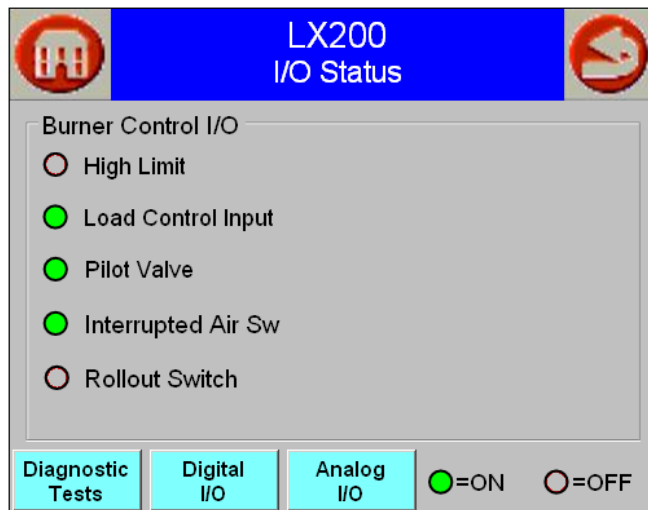 LX200
I/O Status
Burner Control I/O
High Limit
Load Control Input
Pilot Valve
Interrupted Air Sw
Rollout Switch
Diagnostic
Tests
Digital
I/O
Analog
I/O
=ON
=OFF